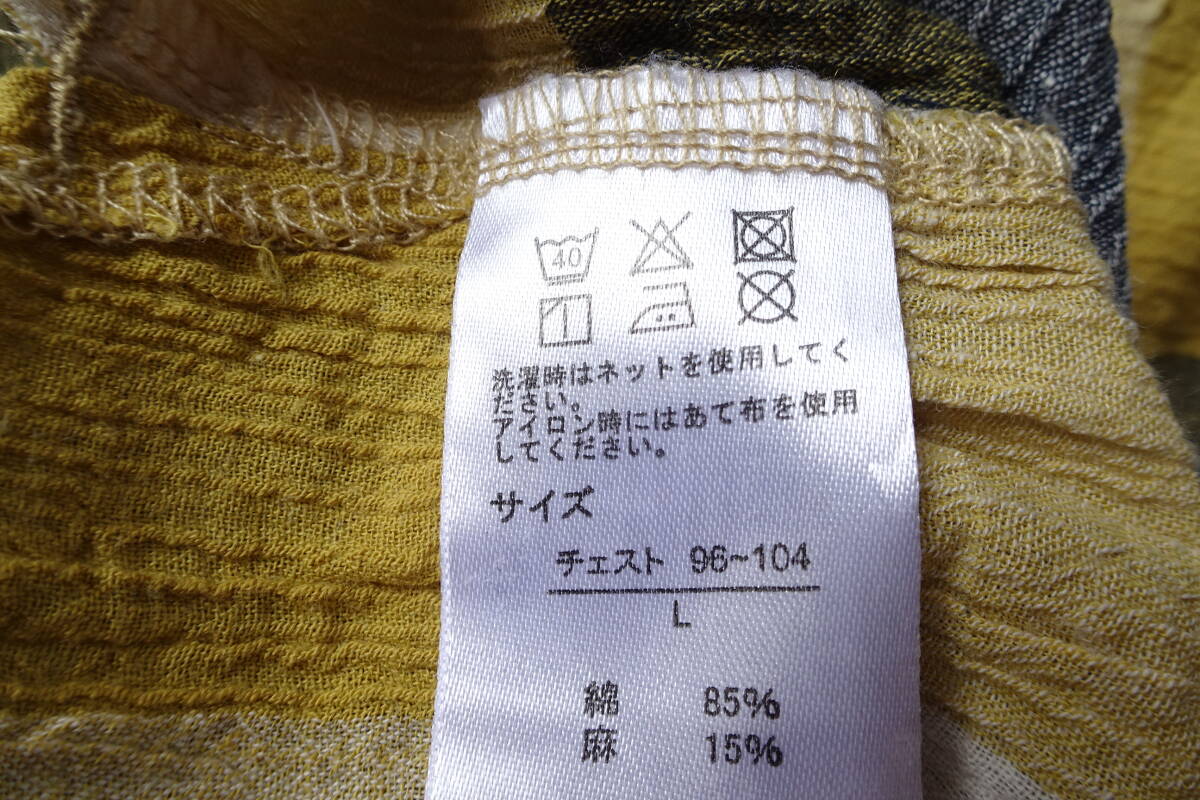 40
洗濯時はネットを使用してく
ださい。
アイロン時にはあて布を使用
してください。
サイズ
チェスト 96~104
L
綿 85%
麻 15%